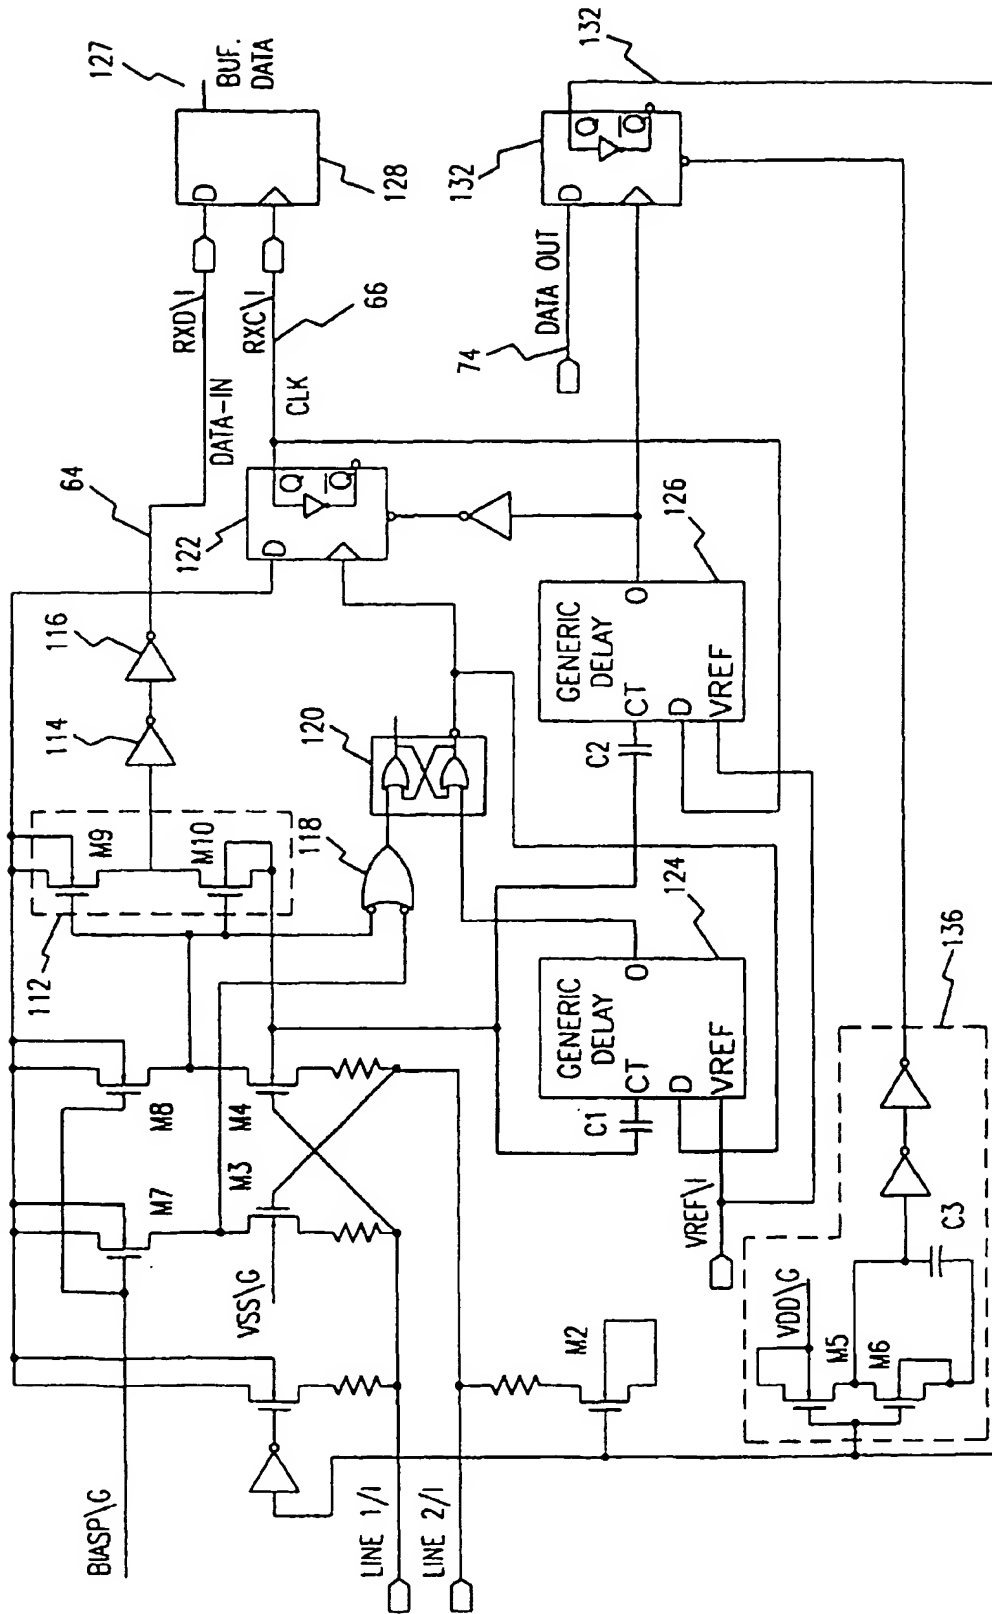 BIASP\G
LINE 1/I
LINE 2/I
VSS\G
M7
M8
M3
M4
M2
112
M9
M10
114
116
64
DATA-IN
RXD\I
RXC\I
CLK
66
D
127
BUF.
DATA
128
118
120
122
D
Q
Q
GENERIC
DELAY
CT
D
VREF
O
C1
124
GENERIC
DELAY
CT
D
VREF
O
C2
126
VREF\I
74
DATA OUT
132
D
Q
Q
132
VDD\G
M5
M6
C3
136